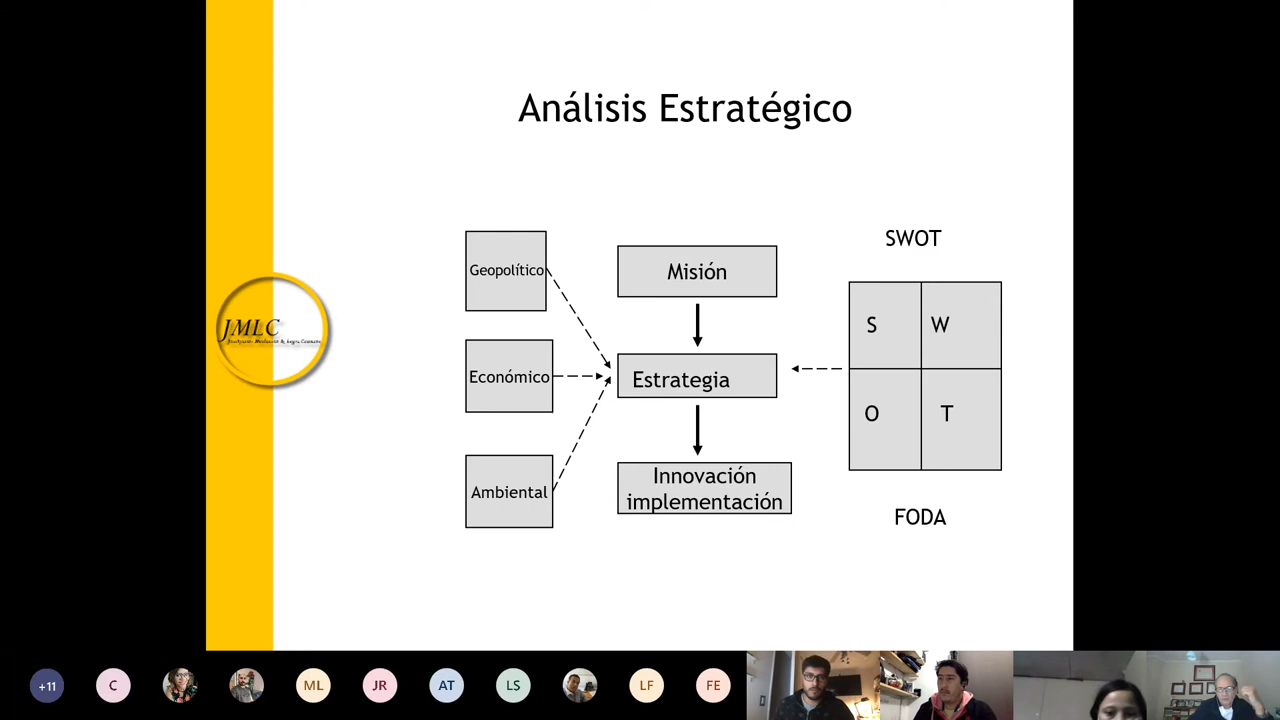 Análisis Estratégico
SWOT
Geopolítico
Misión
S
W
JMLC
Económico
Estrategia
O
T
Innovación
implementación
Ambiental
FODA
+11
C
ML
JR
AT
LS
LF
FE